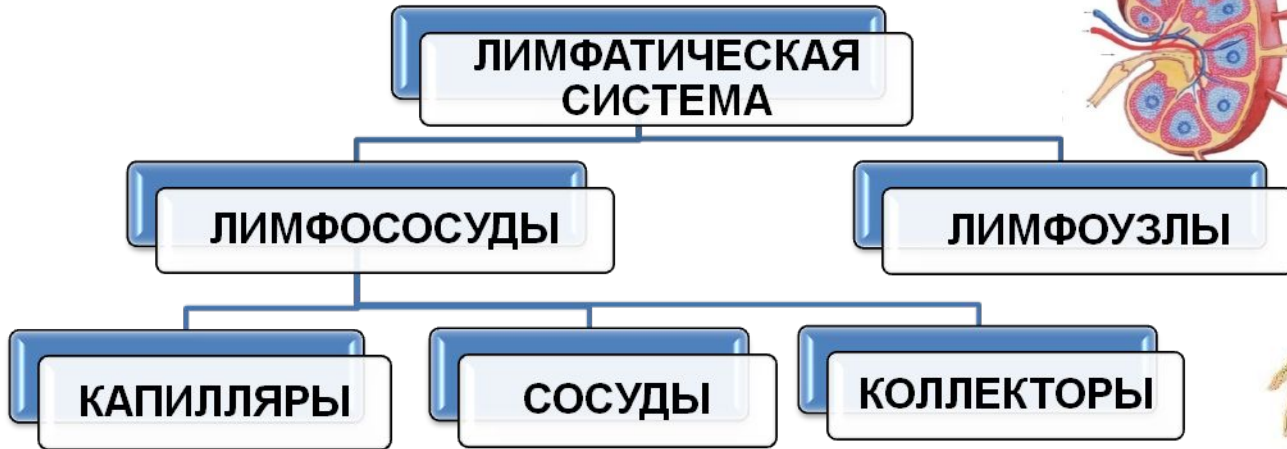 ЛИМФАТИЧЕСКАЯ
СИСТЕМА
ЛИМФОСОСУДЫ
ЛИМФОУЗЛЫ
КАПИЛЛЯРЫ
СОСУДЫ
КОЛЛЕКТОРЫ